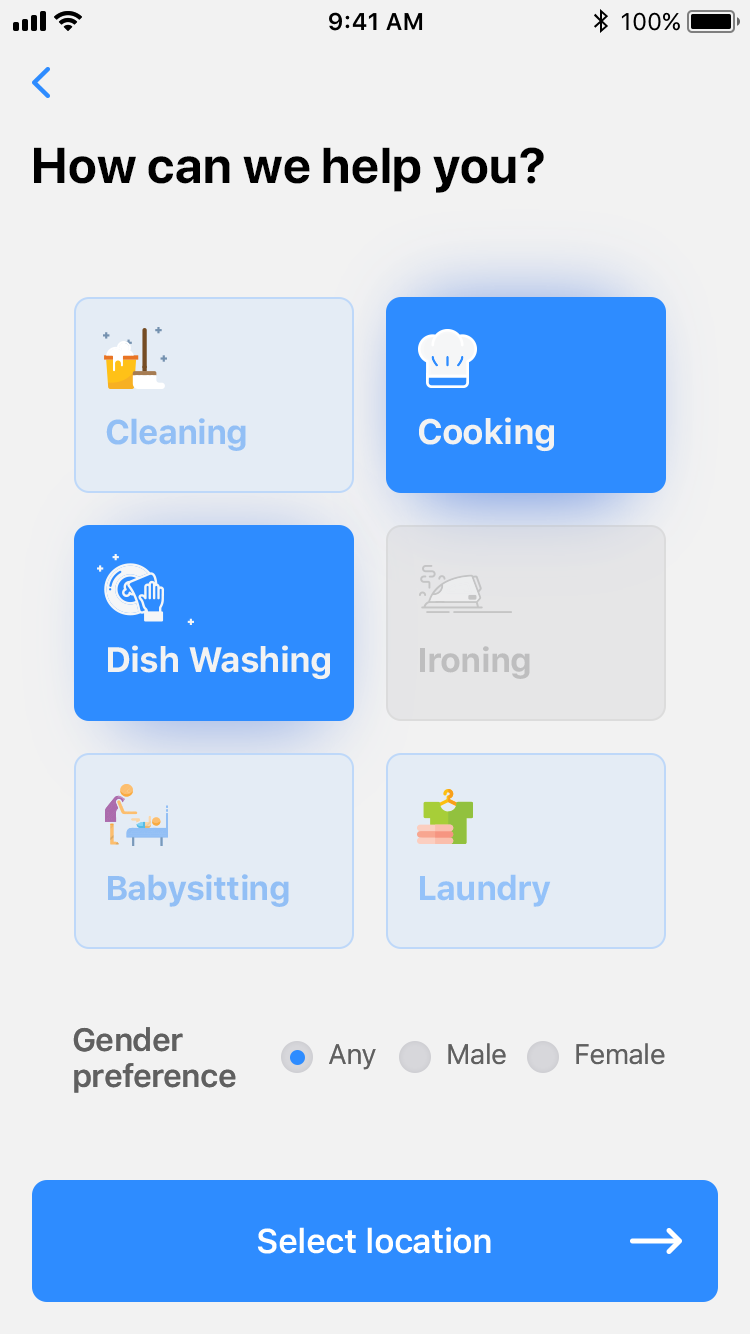 9:41 AM
100%
How can we help you?
Cleaning
Cooking
Dish Washing
Ironing
Babysitting
Laundry
Gender
preference
Any
Male
Female
Select location